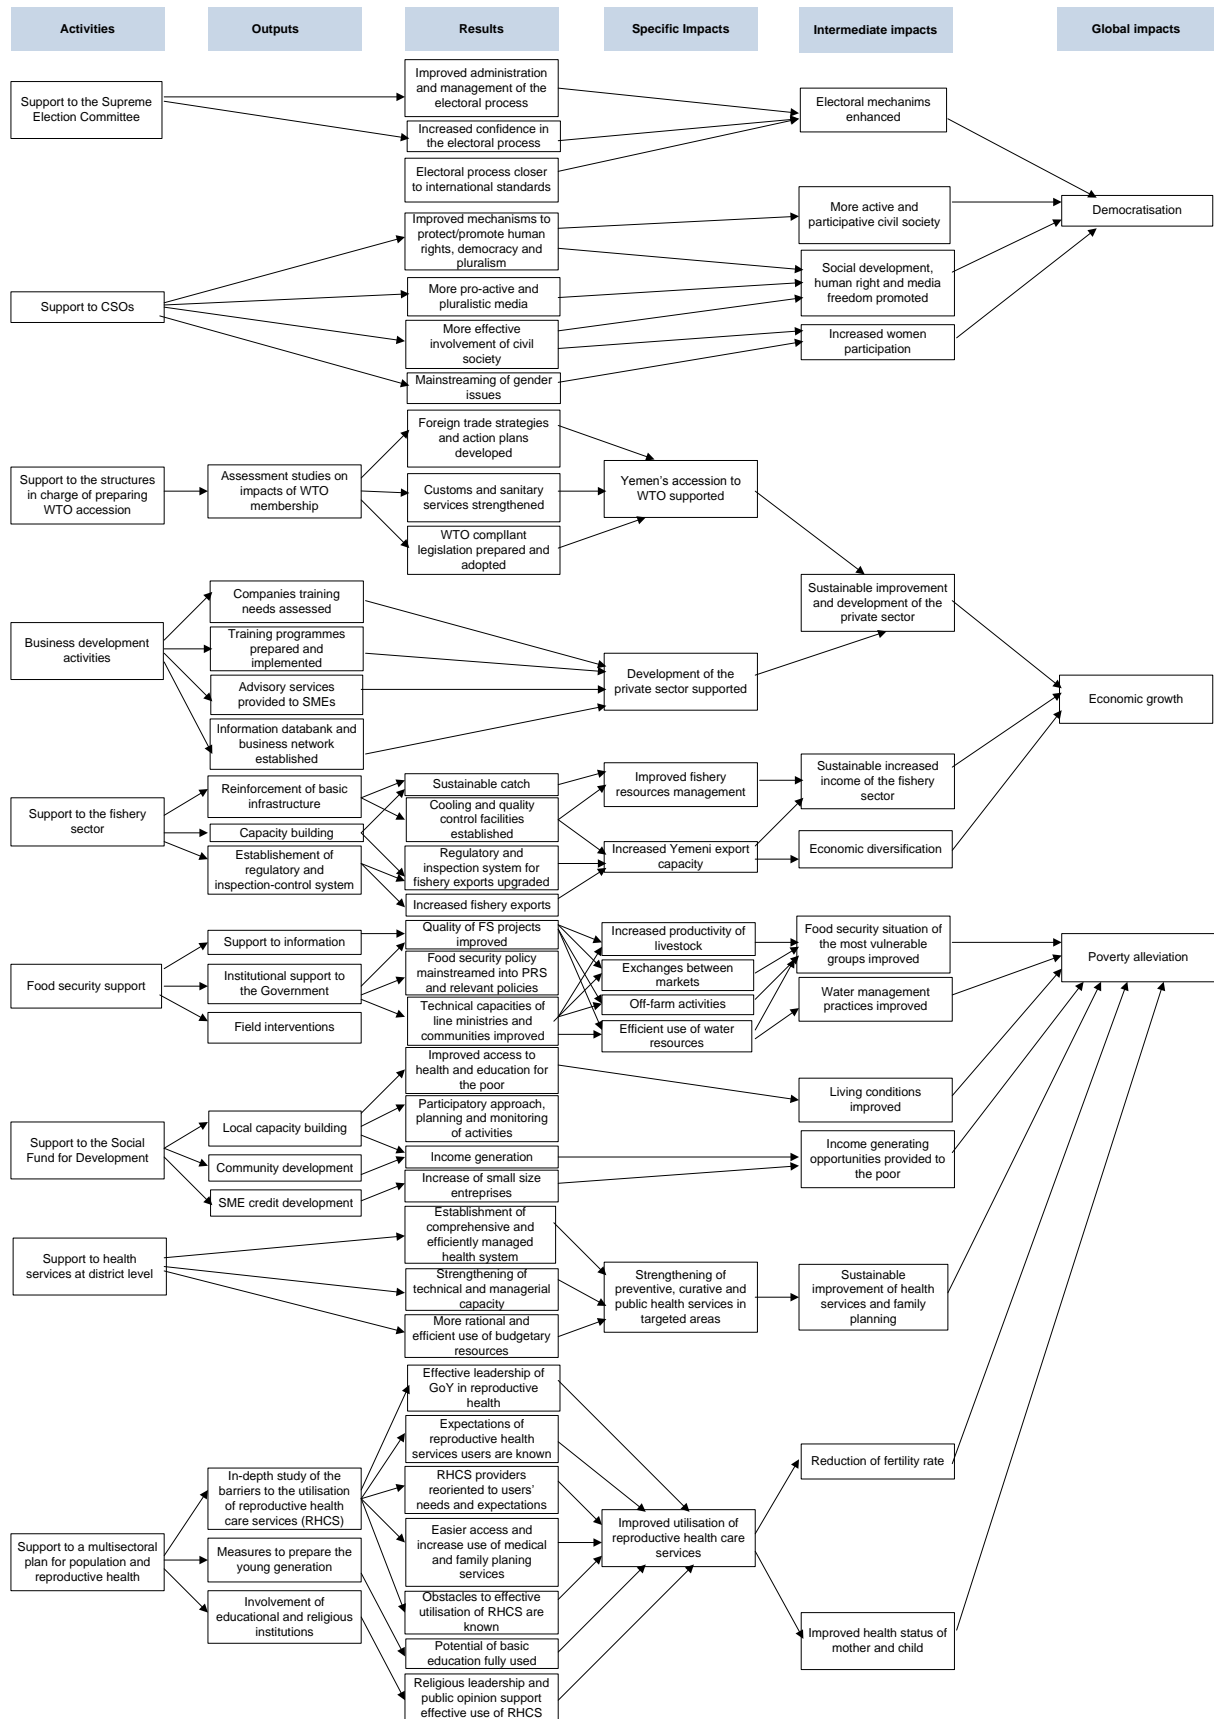 Activities
Outputs
Results
Specific Impacts
Intermediate impacts
Global impacts
Support to the Supreme
Election Committee
Improved administration
and management of the
electoral process
Increased confidence in
the electoral process
Electoral process closer
to international standards
Electoral mechanims
enhanced
Support to CSOs
Improved mechanisms to
protect/promote human
rights, democracy and
pluralism
More pro-active and
pluralistic media
More effective
involvement of civil
society
Mainstreaming of gender
issues
More active and
participative civil society
Social development,
human right and media
freedom promoted
Increased women
participation
Democratisation
Support to the structures
in charge of preparing
WTO accession
Assessment studies on
impacts of WTO
membership
Foreign trade strategies
and action plans
developed
Customs and sanitary
services strengthened
WTO compllant
legislation prepared and
adopted
Yemen's accession to
WTO supported
Business development
activities
Companies training
needs assessed
Training programmes
prepared and
implemented
Advisory services
provided to SMEs
Information databank and
business network
established
Development of the
private sector supported
Sustainable improvement
and development of the
private sector
Economic growth
Support to the fishery
sector
Reinforcement of basic
infrastructure
Capacity building
Establishement of
regulatory and
inspection-control system
Sustainable catch
Cooling and quality
control facilities
established
Regulatory and
inspection system for
fishery exports upgraded
Increased fishery exports
Improved fishery
resources management
Increased Yemeni export
capacity
Sustainable increased
income of the fishery
sector
Economic diversification
Food security support
Support to information
Institutional support to
the Government
Field interventions
Quality of FS projects
improved
Food security policy
mainstreamed into PRS
and relevant policies
Technical capacities of
line ministries and
communities improved
Increased productivity of
livestock
Exchanges between
markets
Off-farm activities
Efficient use of water
resources
Food security situation of
the most vulnerable
groups improved
Water management
practices improved
Poverty alleviation
Support to the Social
Fund for Development
Local capacity building
Community development
SME credit development
Improved access to
health and education for
the poor
Participatory approach,
planning and monitoring
of activities
Income generation
Increase of small size
entreprises
Living conditions
improved
Income generating
opportunities provided to
the poor
Support to health
services at district level
Establishment of
comprehensive and
efficiently managed
health system
Strengthening of
technical and managerial
capacity
More rational and
efficient use of budgetary
resources
Strengthening of
preventive, curative and
public health services in
targeted areas
Sustainable
improvement of health
services and family
planning
Support to a multisectoral
plan for population and
reproductive health
In-depth study of the
barriers to the utilisation
of reproductive health
care services (RHCS)
Measures to prepare the
young generation
Involvement of
educational and religious
institutions
Effective leadership of
GoY in reproductive
health
Expectations of
reproductive health
services users are known
RHCS providers
reoriented to users'
needs and expectations
Easier access and
increase use of medical
and family planing
services
Obstacles to effective
utilisation of RHCS are
known
Potential of basic
education fully used
Religious leadership and
public opinion support
effective use of RHCS
Improved utilisation of
reproductive health care
services
Reduction of fertility rate
Improved health status of
mother and child